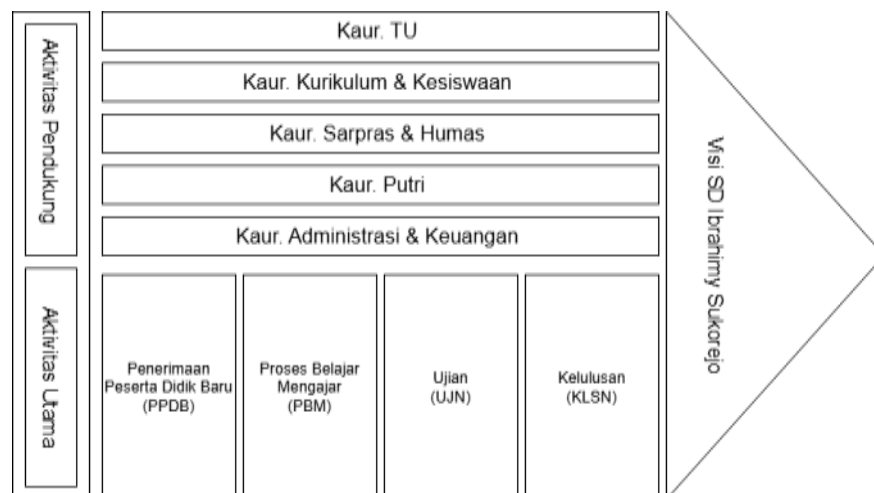 Aktivitas Pendukung
Kaur. TU
Kaur. Kurikulum & Kesiswaan
Kaur. Sarpras & Humas
Kaur. Putri
Kaur. Administrasi & Keuangan
Aktivitas Utama
Penerimaan
Peserta Didik Baru
(PPDB)
Proses Belajar
Mengajar
(PBM)
Ujian
(UJN)
Kelulusan
(KLSN)
Visi SD Ibrahimy Sukorejo